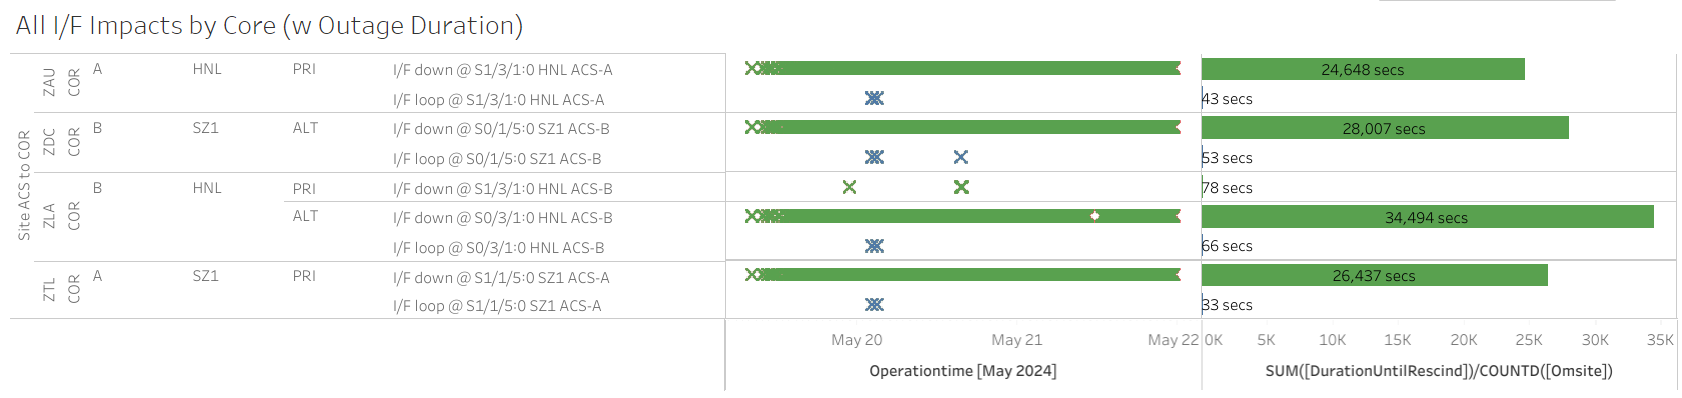 All I/F Impacts by Core (w Outage Duration)
Site ACS to COR
ZAU COR A HNL PRI I/F down @ S1/3/1:0 HNL ACS-A 24,648 secs
I/F loop @ S1/3/1:0 HNL ACS-A 43 secs
ZDC COR B SZ1 ALT I/F down @ S0/1/5:0 SZ1 ACS-B 28,007 secs
I/F loop @ S0/1/5:0 SZ1 ACS-B 53 secs
ZLA COR B HNL PRI I/F down @ S1/3/1:0 HNL ACS-B 78 secs
ALT I/F down @ S0/3/1:0 HNL ACS-B 34,494 secs
I/F loop @ S0/3/1:0 HNL ACS-B 66 secs
ZTL COR A SZ1 PRI I/F down @ S1/1/5:0 SZ1 ACS-A 26,437 secs
I/F loop @ S1/1/5:0 SZ1 ACS-A 33 secs
May 20 May 21 May 22 0K 5K 10K 15K 20K 25K 30K 35K
Operationtime [May 2024] SUM([DurationUntilRescind])/COUNTD([Omsite])